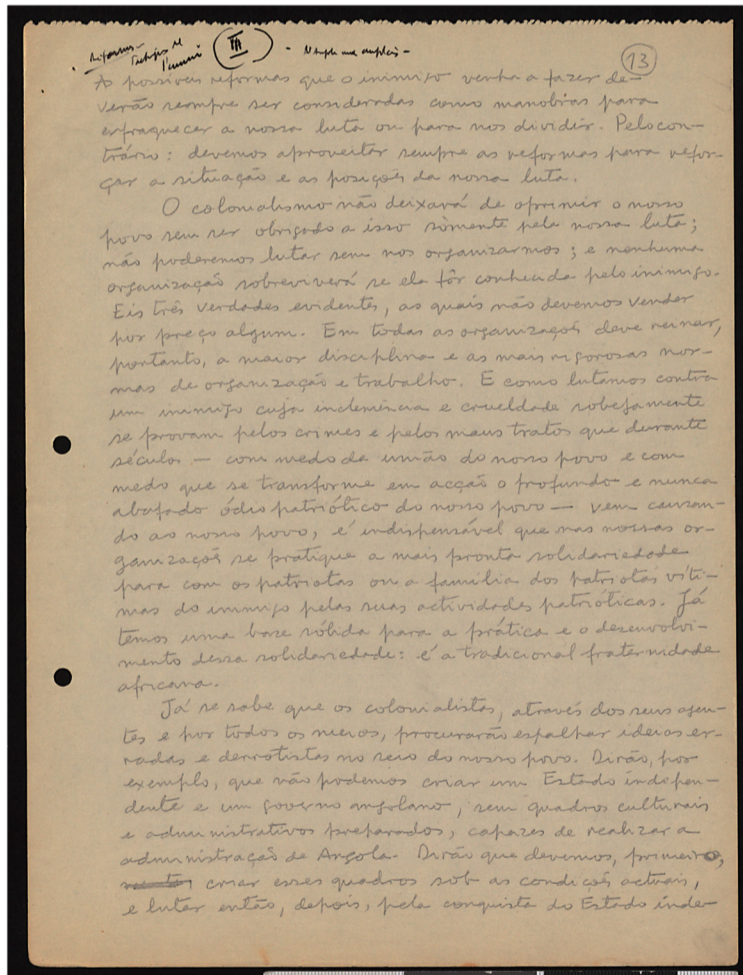 III
13
As possíveis reformas que o inimigo venha a fazer de-
verão sempre ser consideradas como manobras para
enfraquecer a nossa luta ou para nos dividir. Pelo con-
trário: devemos aproveitar sempre as reformas para refor-
çar a situação e as posições da nossa luta.
O colonialismo não deixará de oprimir o nosso
povo sem ser obrigado a isso sòmente pela nossa luta;
não poderemos lutar sem nos organizarmos; e nenhuma
organização sobreviverá se ela fôr conhecida pelo inimigo.
Eis três verdades evidentes, as quais não devemos vender
por preço algum. Em todas as organizações deve reinar,
portanto, a maior disciplina e as mais rigorosas nor-
mas de organização e trabalho. E como lutamos contra
um inimigo cuja inclemência e crueldade sobejamente
se provam pelos crimes e pelos maus tratos que durante
séculos — com medo da união do nosso povo e com
medo que se transforme em acção o profundo e nunca
abafado ódio patriótico do nosso povo — vem causan-
do ao nosso povo, é indispensável que nas nossas or-
ganizações se pratique a mais pronta solidariedade
para com os patriotas ou a família dos patriotas víti-
mas do inimigo pelas suas actividades patrióticas. Já
temos uma base sólida para a prática e o desenvolvi-
mento dessa solidariedade: é a tradicional fraternidade
africana.
Já se sabe que os colonialistas, através dos seus agen-
tes e por todos os meios, procurarão espalhar ideias er-
radas e derrotistas no seio do nosso povo. Dirão, por
exemplo, que não podemos criar um Estado indepen-
dente e um governo angolano, sem quadros culturais
e administrativos preparados, capazes de realizar a
administração de Angola. Dirão que devemos, primeiro,
criar esses quadros sob as condições actuais,
e lutar então, depois, pela conquista do Estado inde-